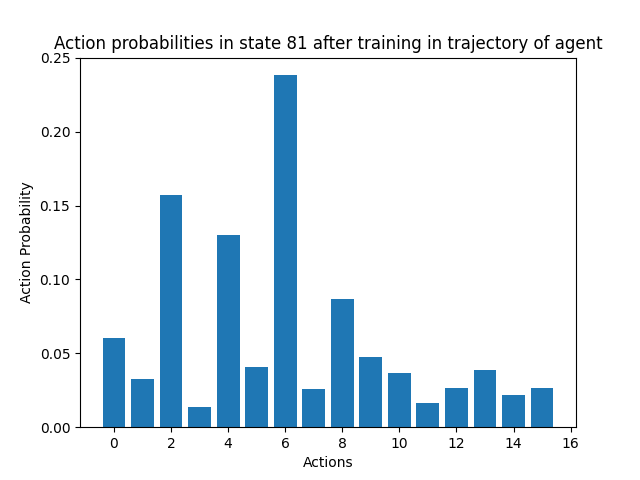 Action probabilities in state 81 after training in trajectory of agent
0.25
0.20
0.15
0.10
0.05
0.00
Action Probability
0 2 4 6 8 10 12 14 16
Actions